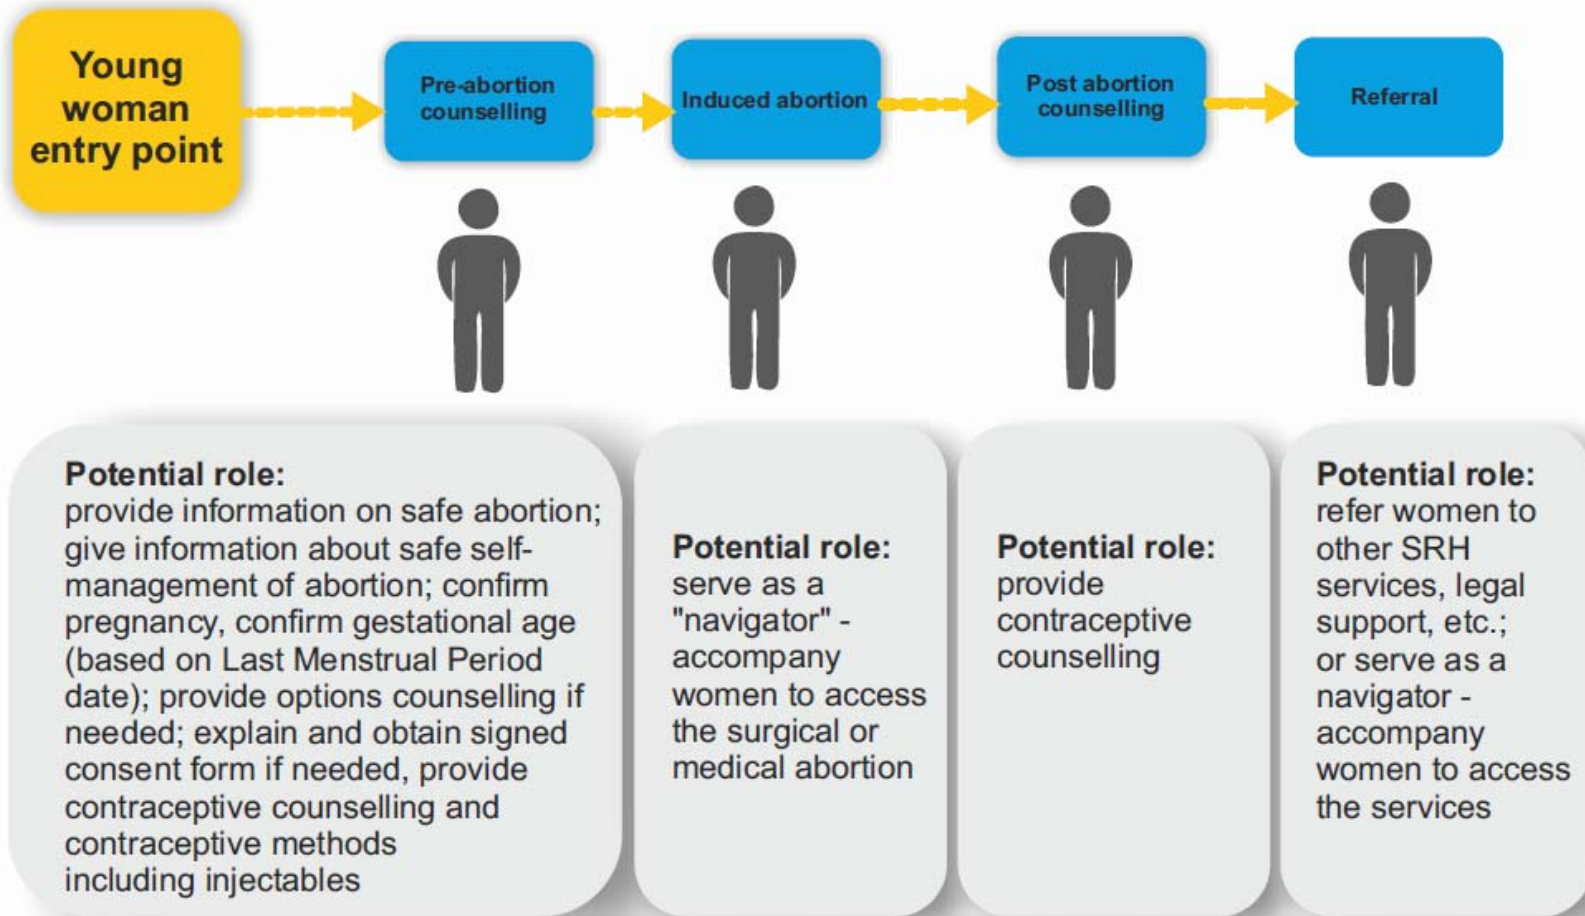 Young
woman
entry point
Pre-abortion
counselling
Induced abortion
Post abortion
counselling
Referral
Potential role:
provide information on safe abortion;
give information about safe self-
management of abortion; confirm
pregnancy, confirm gestational age
(based on Last Menstrual Period
date); provide options counselling if
needed; explain and obtain signed
consent form if needed, provide
contraceptive counselling and
contraceptive methods
including injectables
Potential role:
serve as a
"navigator" -
accompany
women to access
the surgical or
medical abortion
Potential role:
provide
contraceptive
counselling
Potential role:
refer women to
other SRH
services, legal
support, etc.;
or serve as a
navigator -
accompany
women to access
the services